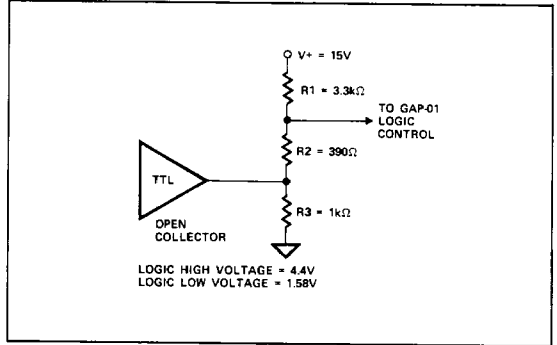 V+ = 15V
R1 = 3.3kΩ
TO GAP-01
LOGIC
CONTROL
R2 = 390Ω
TTL
R3 = 1kΩ
OPEN
COLLECTOR
LOGIC HIGH VOLTAGE = 4.4V
LOGIC LOW VOLTAGE = 1.58V